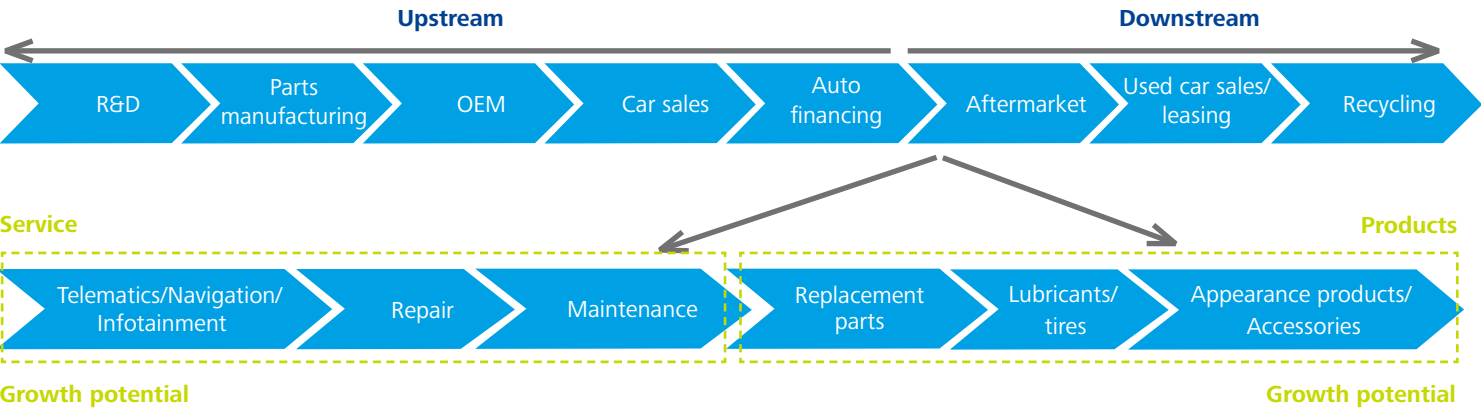 Upstream
Downstream
R&D
Parts
manufacturing
OEM
Car sales
Auto
financing
Aftermarket
Used car sales/
leasing
Recycling
Service
Products
Telematics/Navigation/
Infotainment
Repair
Maintenance
Replacement
parts
Lubricants/
tires
Appearance products/
Accessories
Growth potential
Growth potential